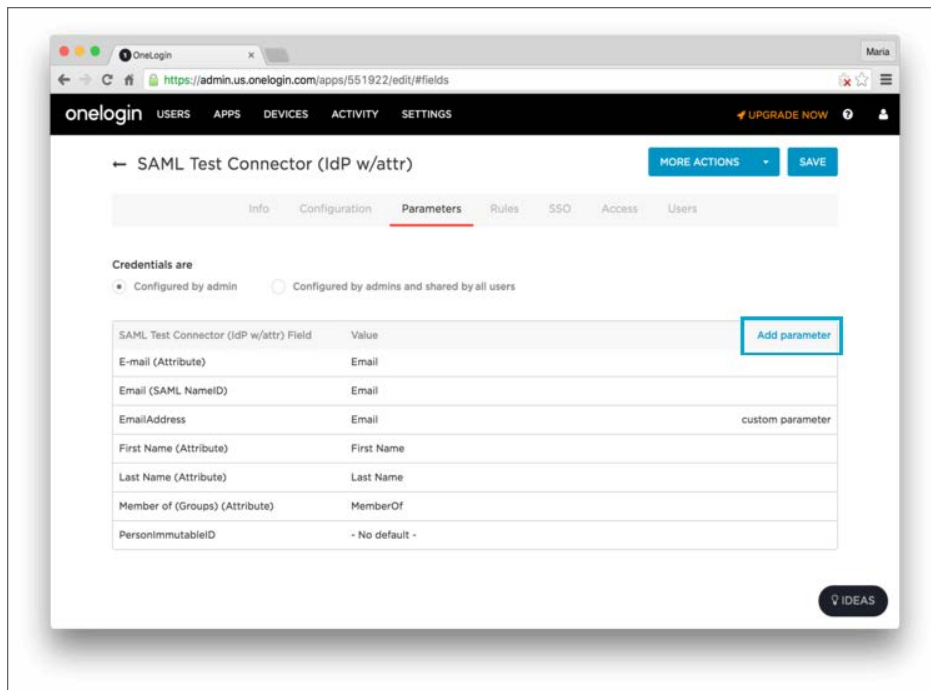 OneLogin
Maria
https://admin.us.onelogin.com/apps/551922/edit/#fields
onelogin USERS APPS DEVICES ACTIVITY SETTINGS UPGRADE NOW
← SAML Test Connector (IdP w/attr) MORE ACTIONS SAVE
Info Configuration Parameters Rules SSO Access Users
Credentials are
Configured by admin Configured by admins and shared by all users
SAML Test Connector (IdP w/attr) Field Value Add parameter
E-mail (Attribute) Email
Email (SAML NameID) Email
EmailAddress Email custom parameter
First Name (Attribute) First Name
Last Name (Attribute) Last Name
Member of (Groups) (Attribute) MemberOf
PersonImmutableID - No default -
IDEAS